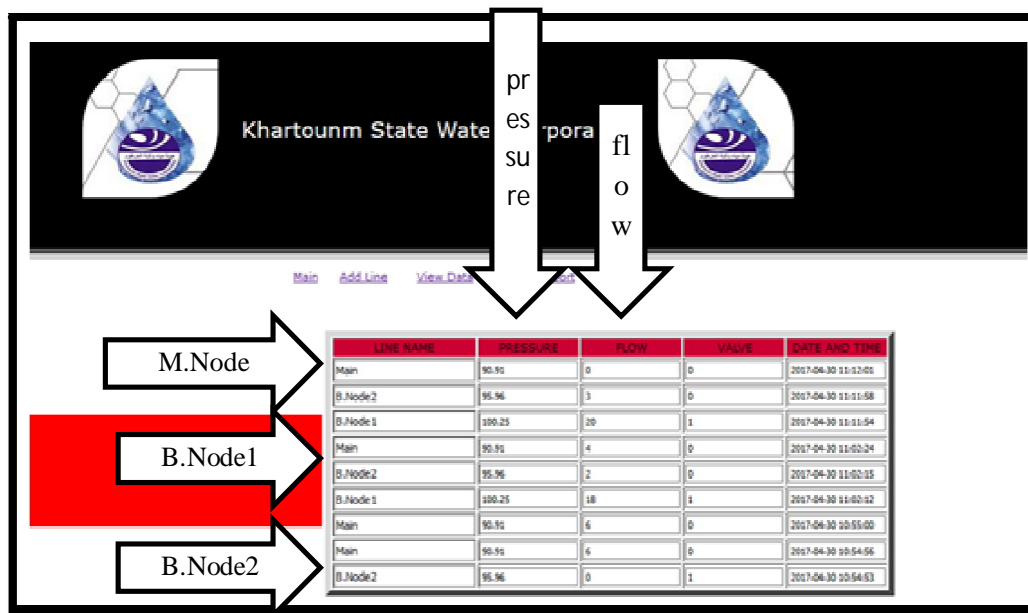 pressure
flow
Khartounm State Wate rpora
Main Add Line View Data ort
M.Node
B.Node1
B.Node2
LINE NAME PRESSURE FLOW VALVE DATE AND TIME
Main 90.91 0 0 2017-04-30 11:12:01
B.Node2 95.96 3 0 2017-04-30 11:11:58
B.Node1 100.25 20 1 2017-04-30 11:11:54
Main 90.91 4 0 2017-04-30 11:02:24
B.Node2 95.96 2 0 2017-04-30 11:02:15
B.Node1 100.25 18 1 2017-04-30 11:02:12
Main 90.91 6 0 2017-04-30 10:55:00
Main 90.91 6 0 2017-04-30 10:54:56
B.Node2 95.96 0 1 2017-04-30 10:54:53